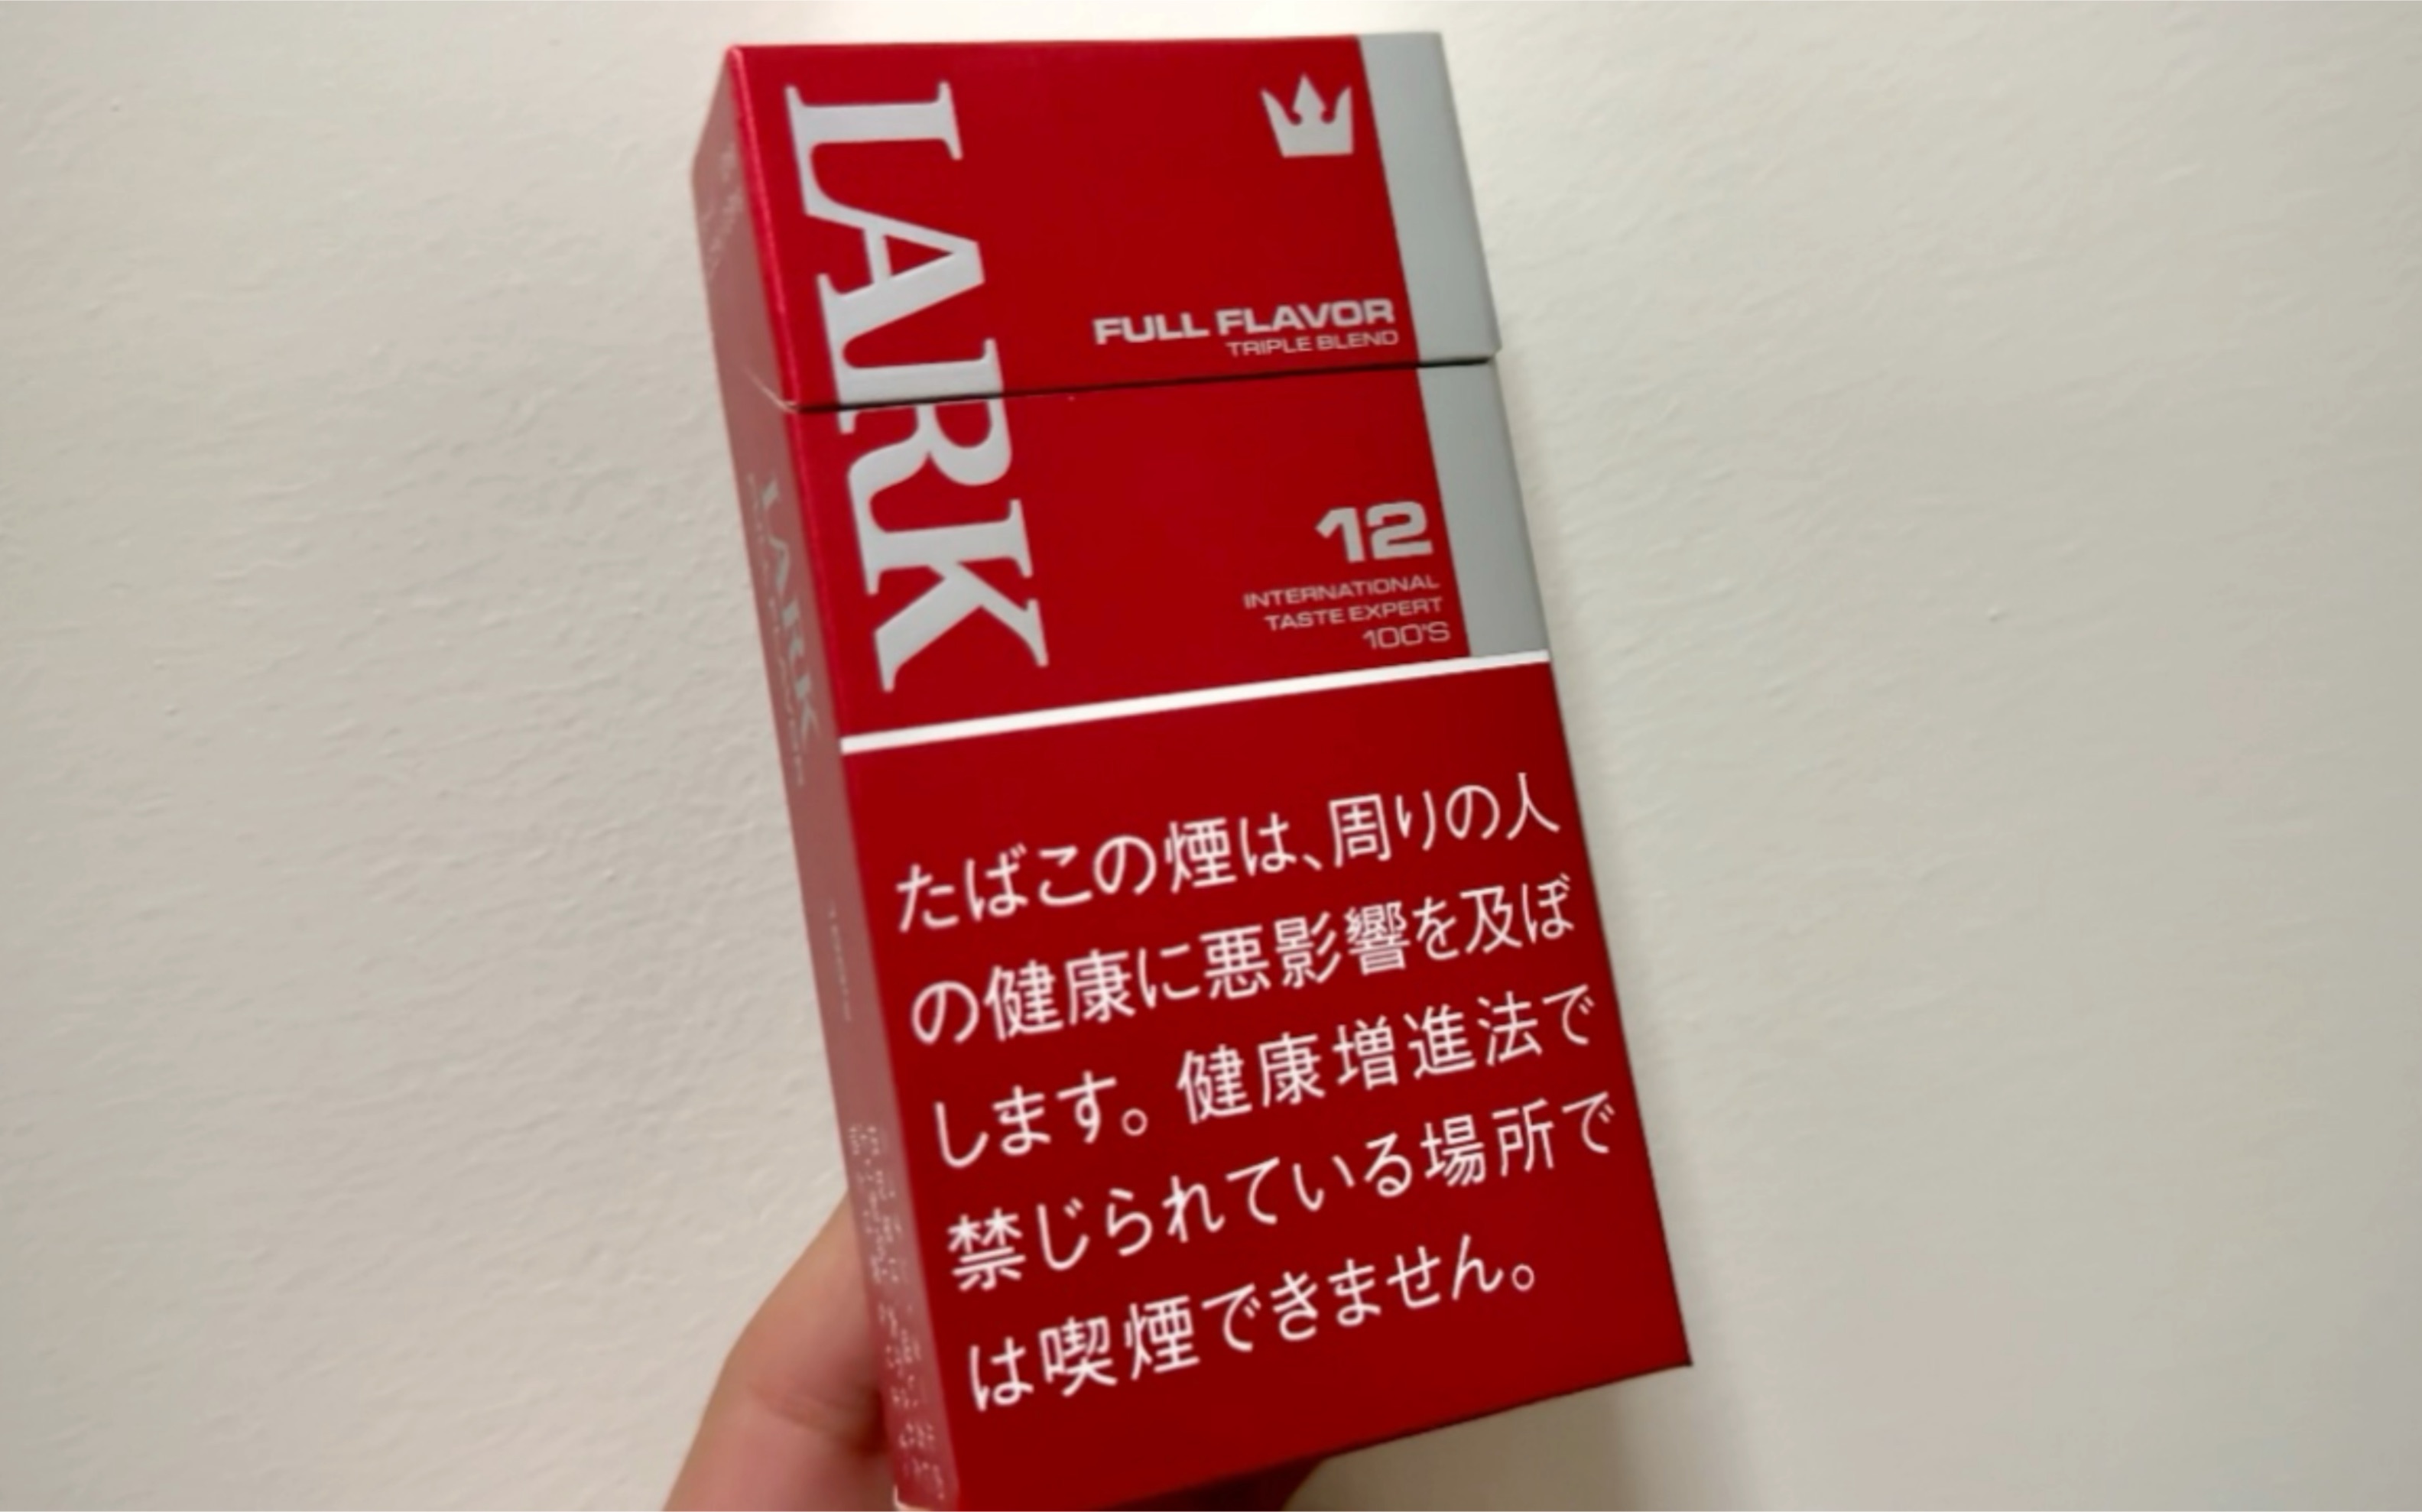 LARK
FULL FLAVOR
TRIPLE BLEND
12
INTERNATIONAL
TASTE EXPERT
100'S
たばこの煙は、周りの人
の健康に悪影響を及ぼ
します。健康増進法で
禁じられている場所で
は喫煙できません。
LARK